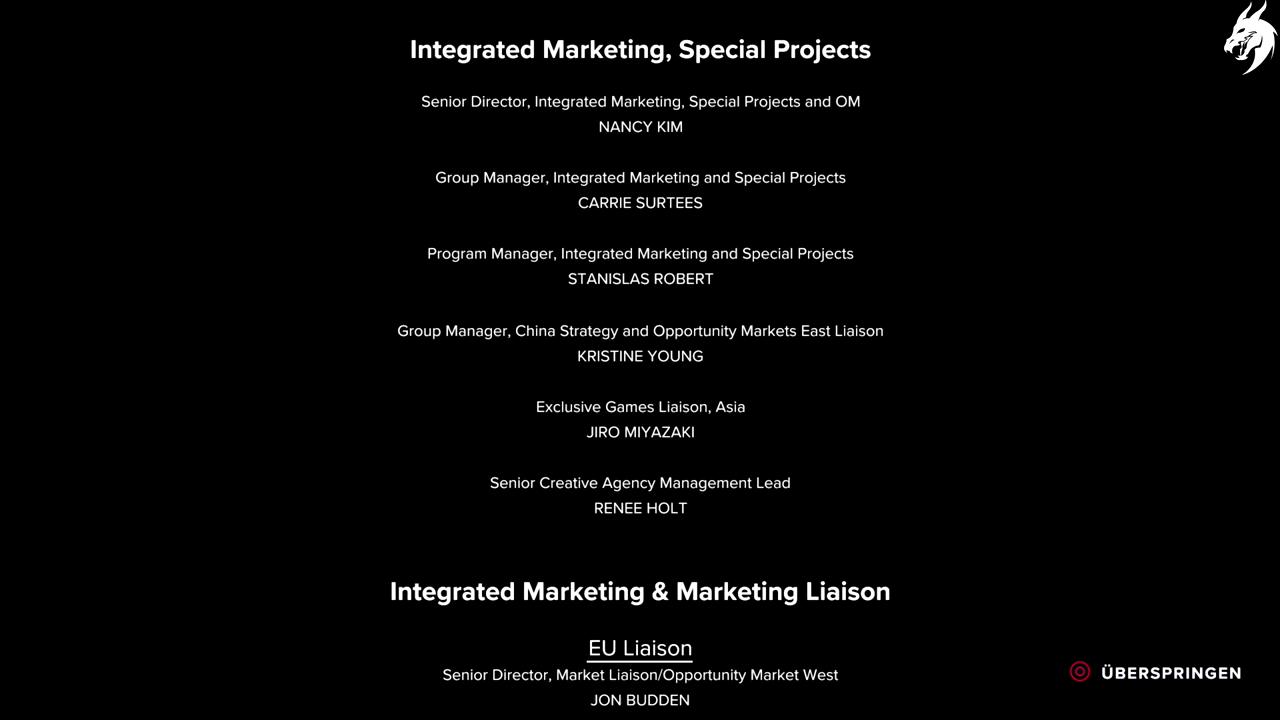 Integrated Marketing, Special Projects
Senior Director, Integrated Marketing, Special Projects and OM
NANCY KIM
Group Manager, Integrated Marketing and Special Projects
CARRIE SURTEES
Program Manager, Integrated Marketing and Special Projects
STANISLAS ROBERT
Group Manager, China Strategy and Opportunity Markets East Liaison
KRISTINE YOUNG
Exclusive Games Liaison, Asia
JIRO MIYAZAKI
Senior Creative Agency Management Lead
RENEE HOLT
Integrated Marketing & Marketing Liaison
EU Liaison
Senior Director, Market Liaison/Opportunity Market West
JON BUDDEN
ÜBERSPRINGEN